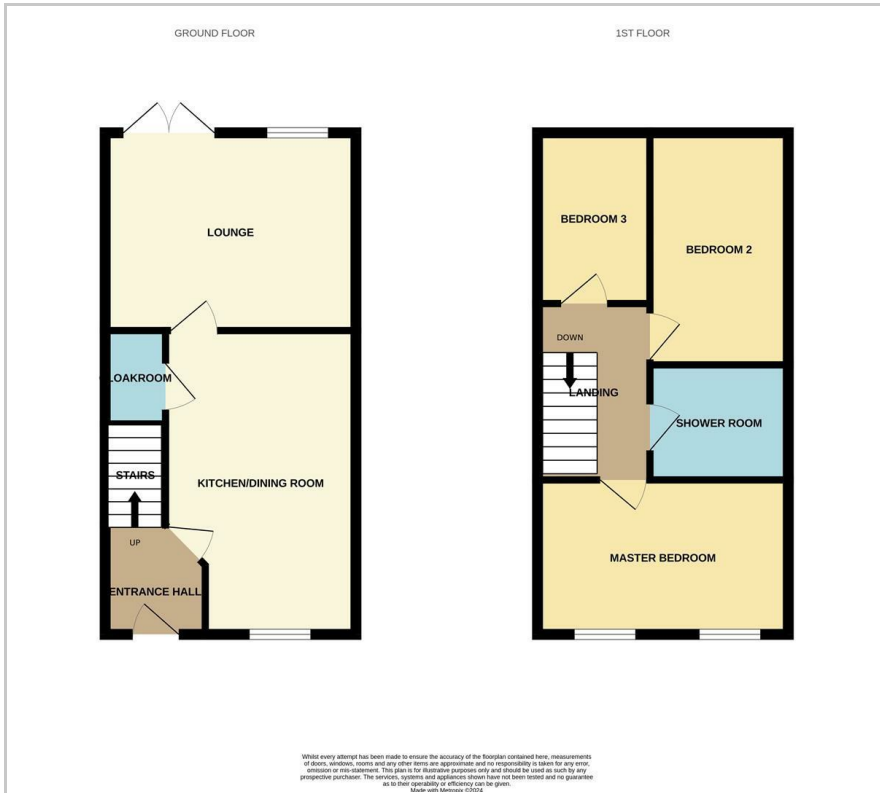 GROUND FLOOR
1ST FLOOR
LOUNGE
LOAKROOM
STAIRS
KITCHEN/DINING ROOM
UP
ENTRANCE HALL
BEDROOM 3
BEDROOM 2
DOWN
LANDING
SHOWER ROOM
MASTER BEDROOM
Whilst every attempt has been made to ensure the accuracy of the floorplan contained here, measurements
of doors, windows, rooms and any other items are approximate and no responsibility is taken for any error,
omission or mis-statement. This plan is for illustrative purposes only and should be used as such by any
prospective purchaser. The services, systems and appliances shown have not been tested and no guarantee
as to their operability or efficiency can be given.
Made with Metropix ©2024